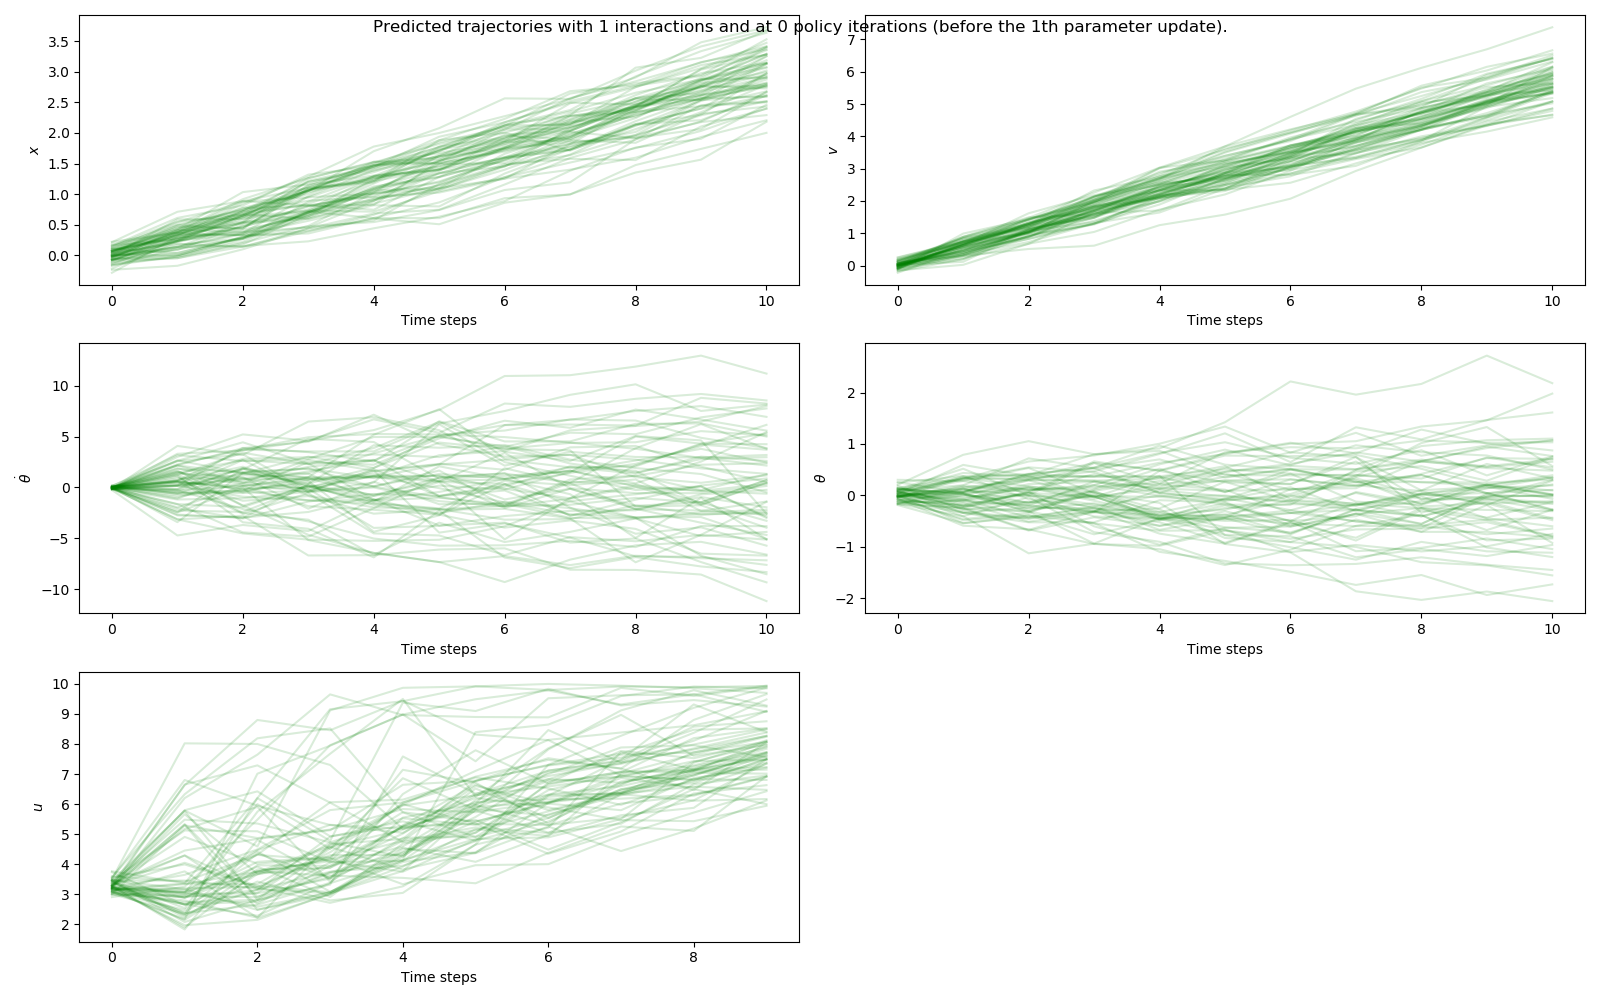 Predicted trajectories with 1 interactions and at 0 policy iterations (before the 1th parameter update).
3.5
3.0
2.5
2.0
1.5
1.0
0.5
0.0
x
0 2 4 6 8 10
Time steps
7
6
5
4
3
2
1
0
v
0 2 4 6 8 10
Time steps
10
5
0
−5
−10
θ̇
0 2 4 6 8 10
Time steps
2
1
0
−1
−2
θ
0 2 4 6 8 10
Time steps
10
9
8
7
6
5
4
3
2
u
0 2 4 6 8
Time steps